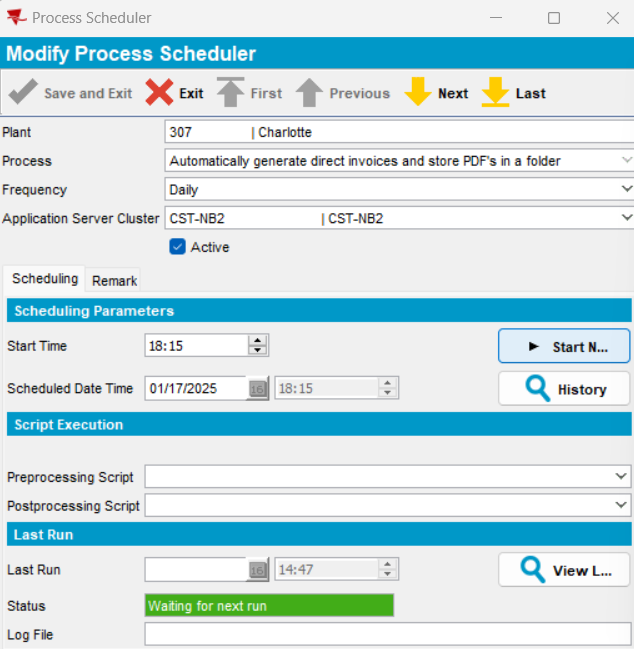 Process Scheduler
Modify Process Scheduler
Save and Exit Exit First Previous Next Last
Plant 307 | Charlotte
Process Automatically generate direct invoices and store PDF's in a folder
Frequency Daily
Application Server Cluster CST-NB2 | CST-NB2
Active
Scheduling Remark
Scheduling Parameters
Start Time 18:15 Start N...
Scheduled Date Time 01/17/2025 16 18:15 History
Script Execution
Preprocessing Script
Postprocessing Script
Last Run
Last Run 16 14:47 View L...
Status Waiting for next run
Log File